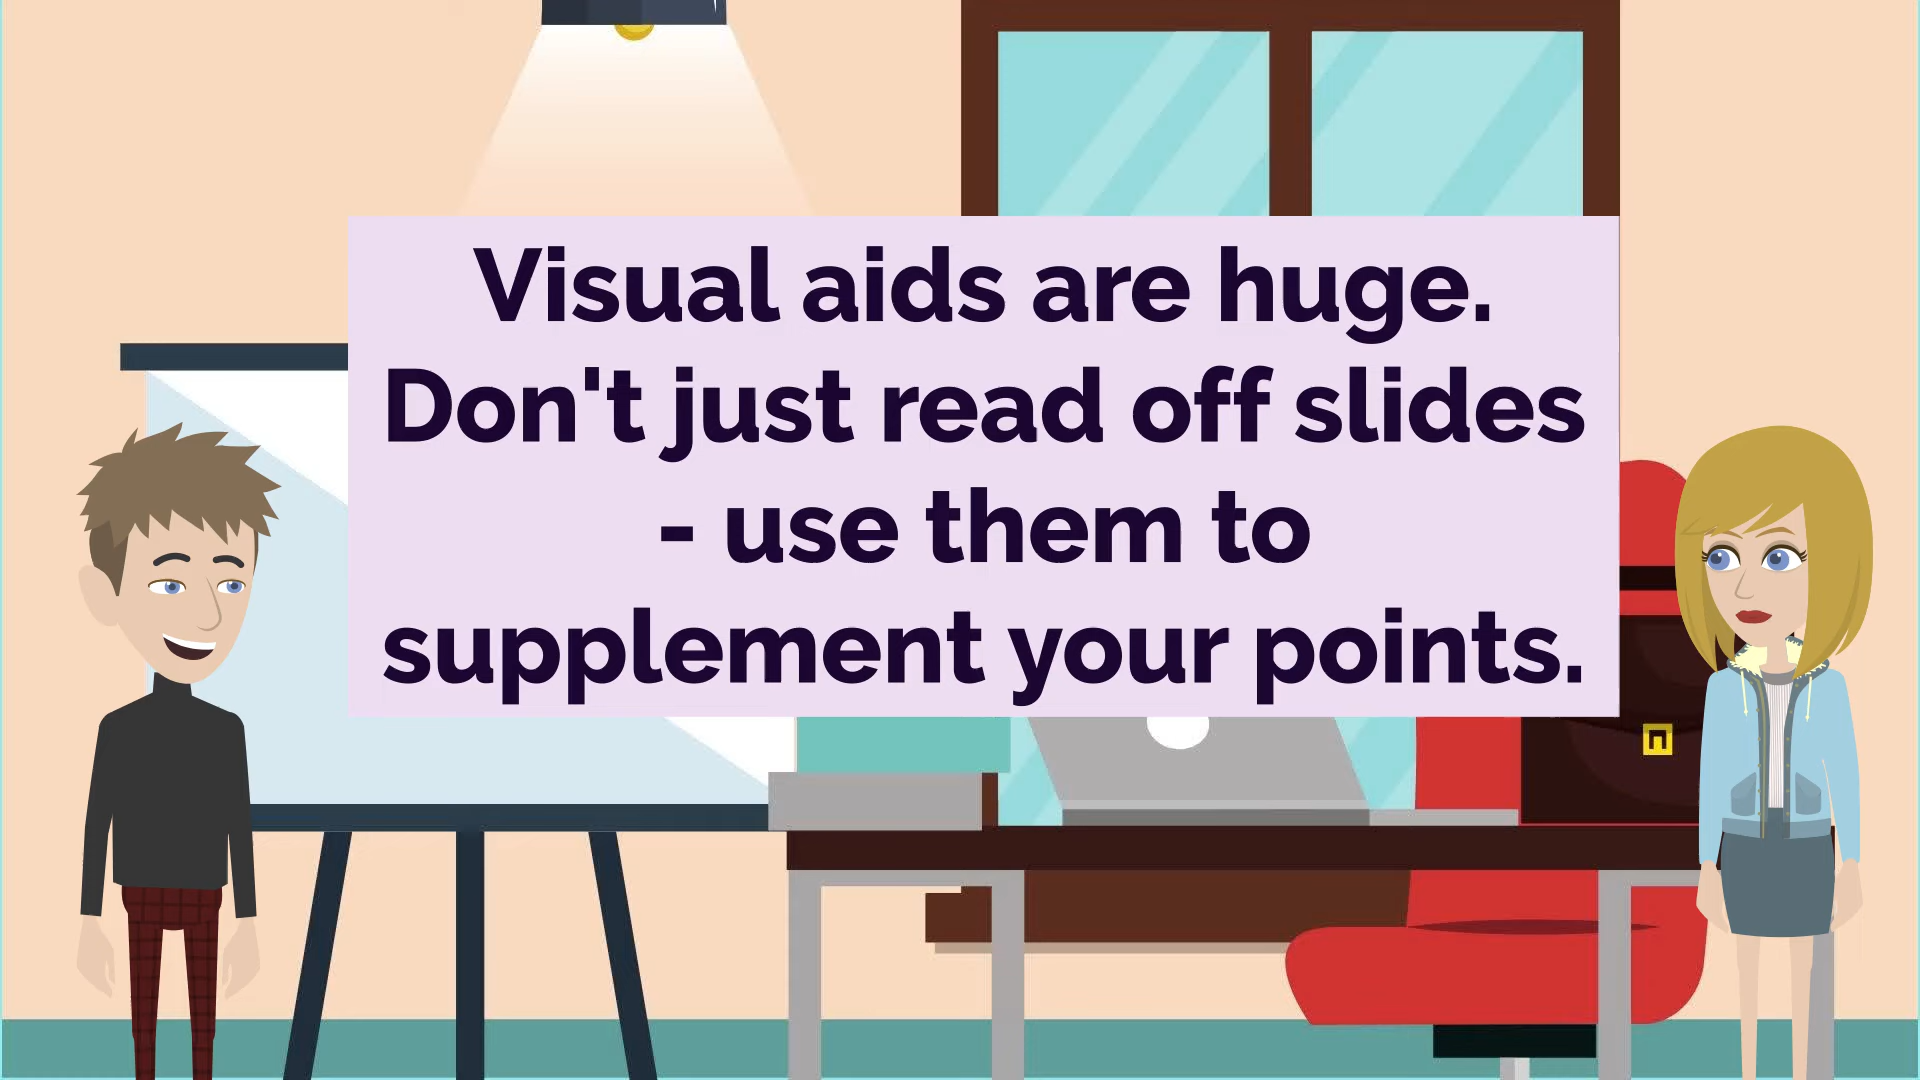 Visual aids are huge.
Don't just read off slides
- use them to
supplement your points.